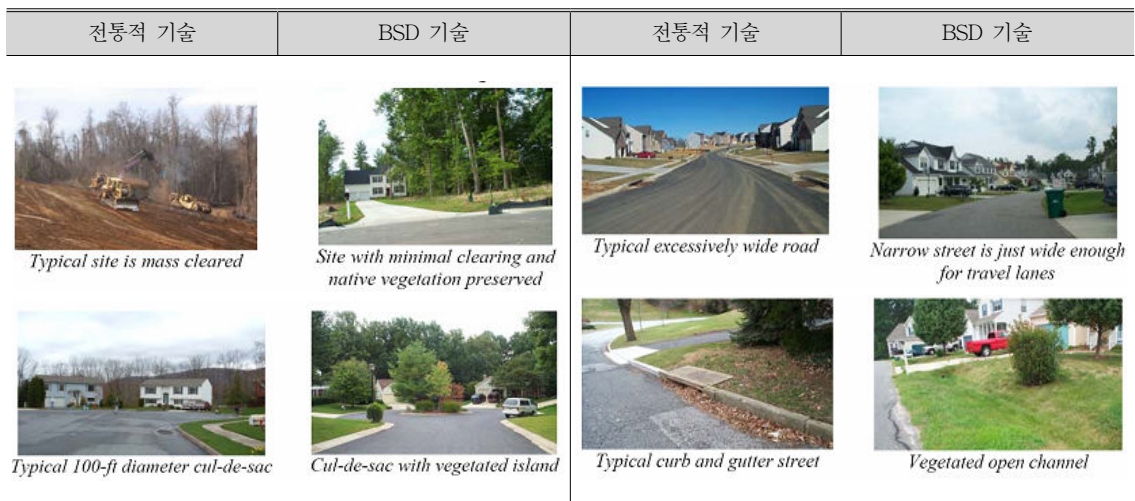 전통적 기술
BSD 기술
전통적 기술
BSD 기술
Typical site is mass cleared
Site with minimal clearing and
native vegetation preserved
Typical excessively wide road
Narrow street is just wide enough
for travel lanes
Typical 100-ft diameter cul-de-sac
Cul-de-sac with vegetated island
Typical curb and gutter street
Vegetated open channel